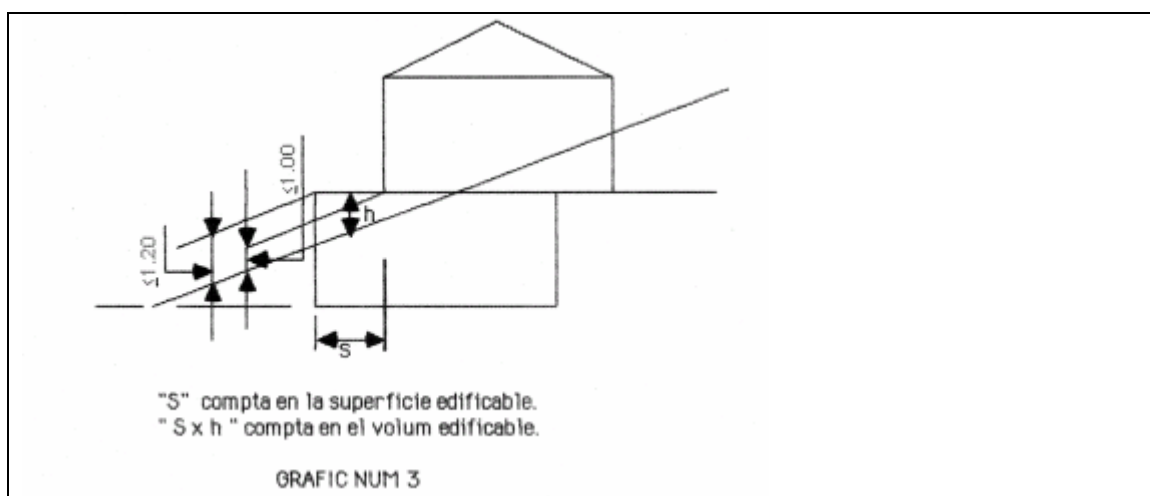 ≤1.00
h
≤1.20
S
"S" compta en la superficie edificable.
" S x h " compta en el volum edificable.
GRAFIC NUM 3